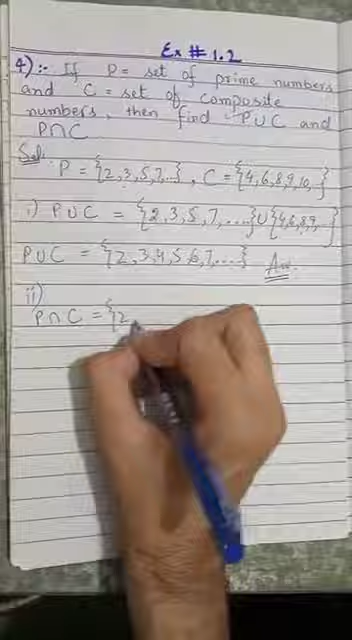 Ex # 1.2
4) :- If P = set of prime numbers
and C = set of composite
numbers, then find P∪C and
P∩C
Sol:
P = {2,3,5,7,...}, C = {4,6,8,9,10,..}
i) P∪C = {2,3,5,7,....}∪{4,6,8,9,...}
P∪C = {2,3,4,5,6,7,....} Ans.
ii)
P∩C = {2